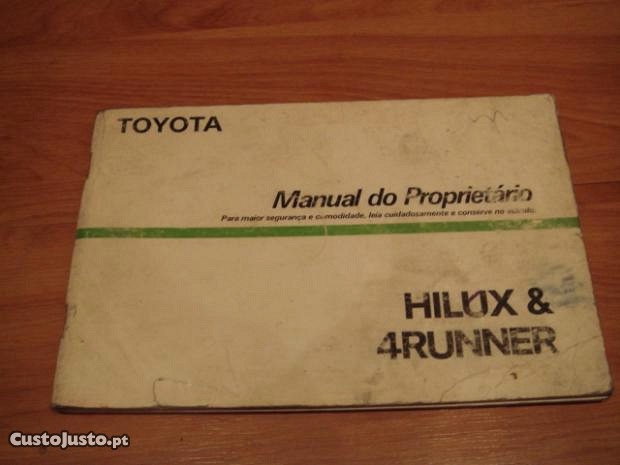 TOYOTA
Manual do Proprietário
Para maior segurança e comodidade, leia cuidadosamente e conserve no veículo.
HILUX &
4RUNNER
CustoJusto.pt